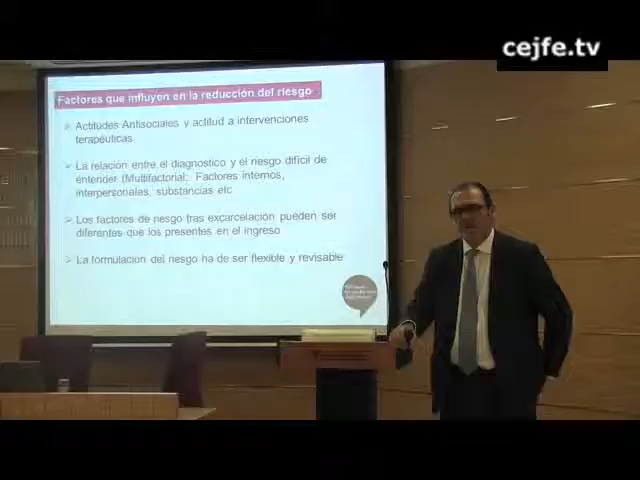 cejfe.tv
Factores que influyen en la reducción del riesgo
Actitudes Antisociales y actitud a intervenciones
terapéuticas
La relación entre el diagnostico y el riesgo difícil de
entender (Multifactorial: Factores internos,
interpersonales, substancias etc
Los factores de riesgo tras excarcelación pueden ser
diferentes que los presentes en el ingreso
La formulación del riesgo ha de ser flexible y revisable